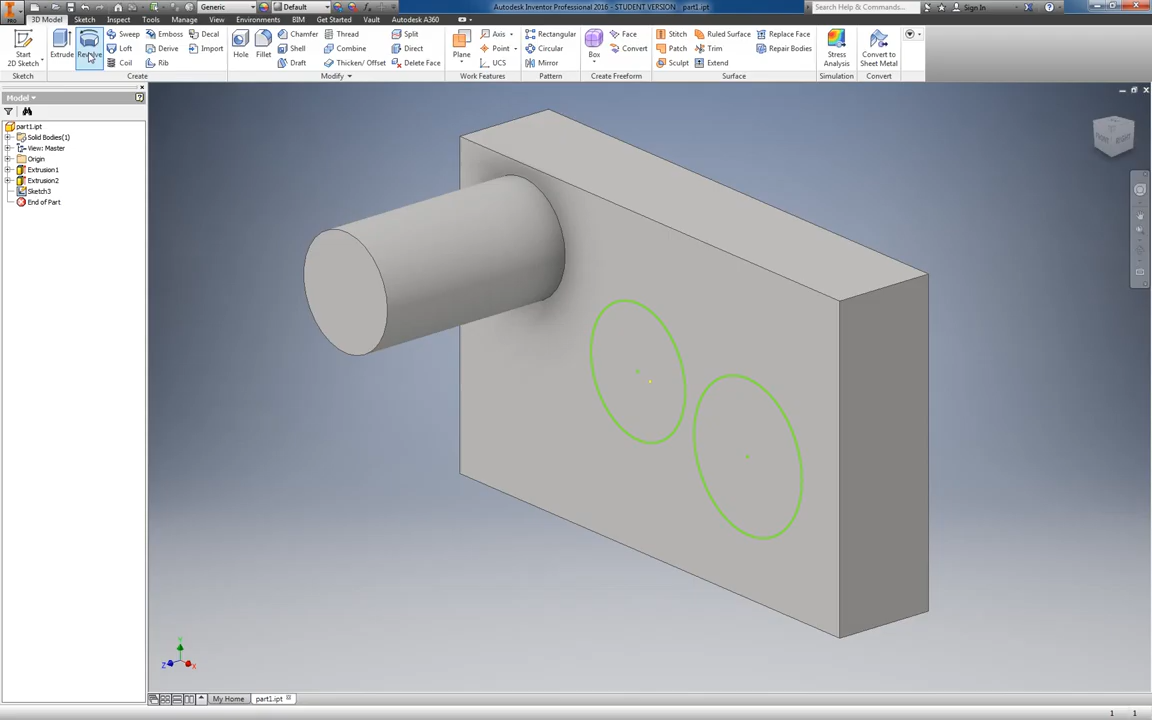 Generic
Default
Autodesk Inventor Professional 2016 - STUDENT VERSION part1.ipt
Search Help & Commands...
Sign In
PRO
3D Model Sketch Inspect Tools Manage View Environments BIM Get Started Vault Autodesk A360
Start
2D Sketch
Extrude
Revolve
Sweep
Loft
Coil
Emboss
Derive
Rib
Decal
Import
Hole
Fillet
Chamfer
Shell
Draft
Thread
Combine
Thicken/ Offset
Split
Direct
Delete Face
Plane
Axis
Point
UCS
Rectangular
Circular
Mirror
Box
Face
Convert
Stitch
Patch
Sculpt
Ruled Surface
Trim
Extend
Replace Face
Repair Bodies
Stress
Analysis
Convert to
Sheet Metal
Sketch Create Modify Work Features Pattern Create Freeform Surface Simulation Convert
Model
part1.ipt
Solid Bodies(1)
View: Master
Origin
Extrusion1
Extrusion2
Sketch3
End of Part
RIGHT
Y
Z
X
My Home part1.ipt
1 1